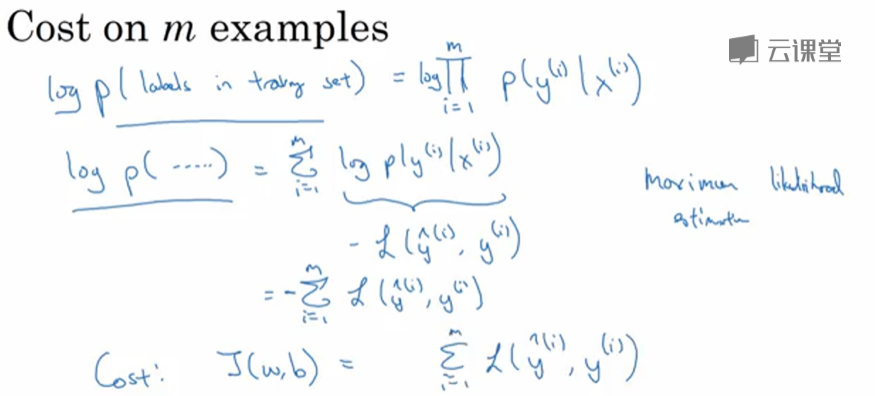 Cost on m examples
云课堂
log p( labels in training set ) = log ∏_{i=1}^{m} p(y^{(i)} | x^{(i)})
log p( ..... ) = ∑_{i=1}^{m} log p(y^{(i)} | x^{(i)})
Maximum likelihood
estimation
- ℒ(ŷ^{(i)}, y^{(i)})
= - ∑_{i=1}^{m} ℒ(ŷ^{(i)}, y^{(i)})
Cost: J(w,b) = ∑_{i=1}^{m} ℒ(ŷ^{(i)}, y^{(i)})